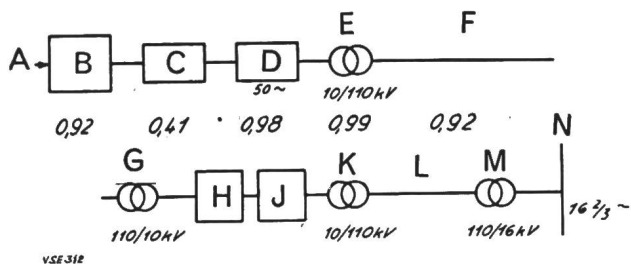 E F
A B C D
50~ 10/110kV
0,92 0,41 0,98 0,99 0,92
N
G K L M
H J
16 2/3 ~
110/10kV 10/110kV 110/16kV
VSE 312